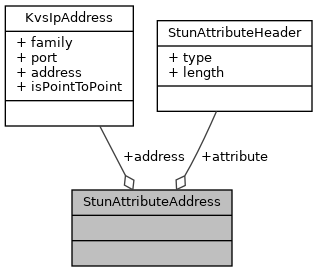 KvsIpAddress
+ family
+ port
+ address
+ isPointToPoint
StunAttributeHeader
+ type
+ length
+address
+attribute
StunAttributeAddress